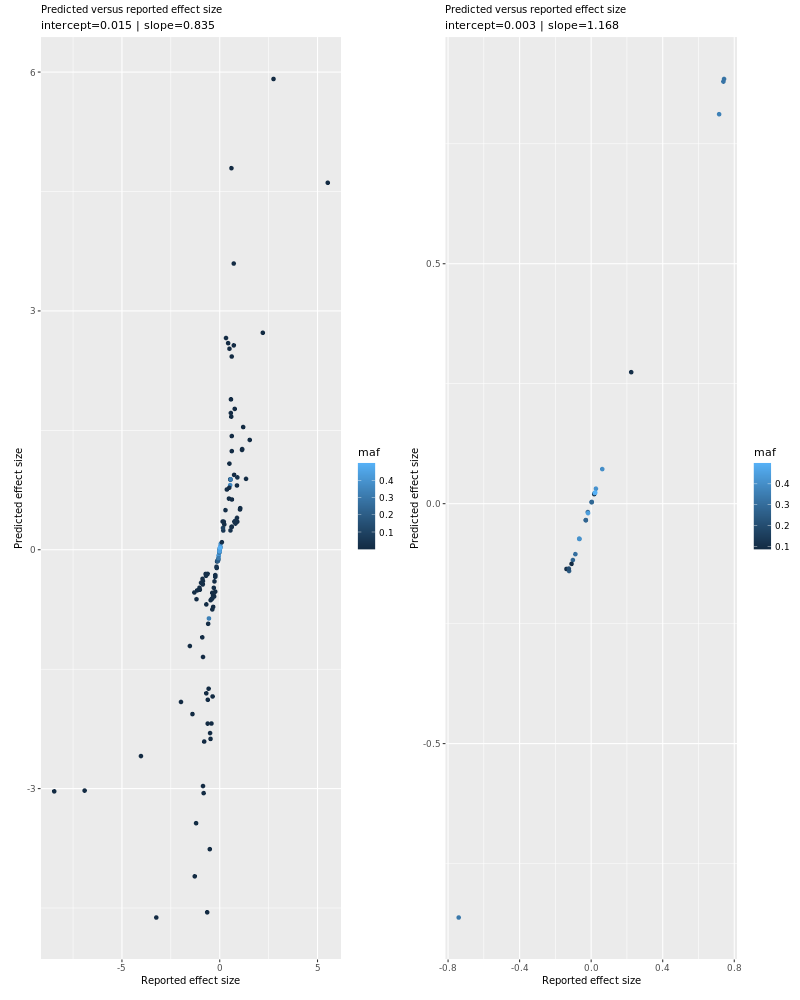 Predicted versus reported effect size
intercept=0.015 | slope=0.835
6
3
0
-3
Predicted effect size
-5
0
5
Reported effect size
maf
0.4
0.3
0.2
0.1
Predicted versus reported effect size
intercept=0.003 | slope=1.168
0.5
0.0
-0.5
Predicted effect size
-0.8
-0.4
0.0
0.4
0.8
Reported effect size
maf
0.4
0.3
0.2
0.1